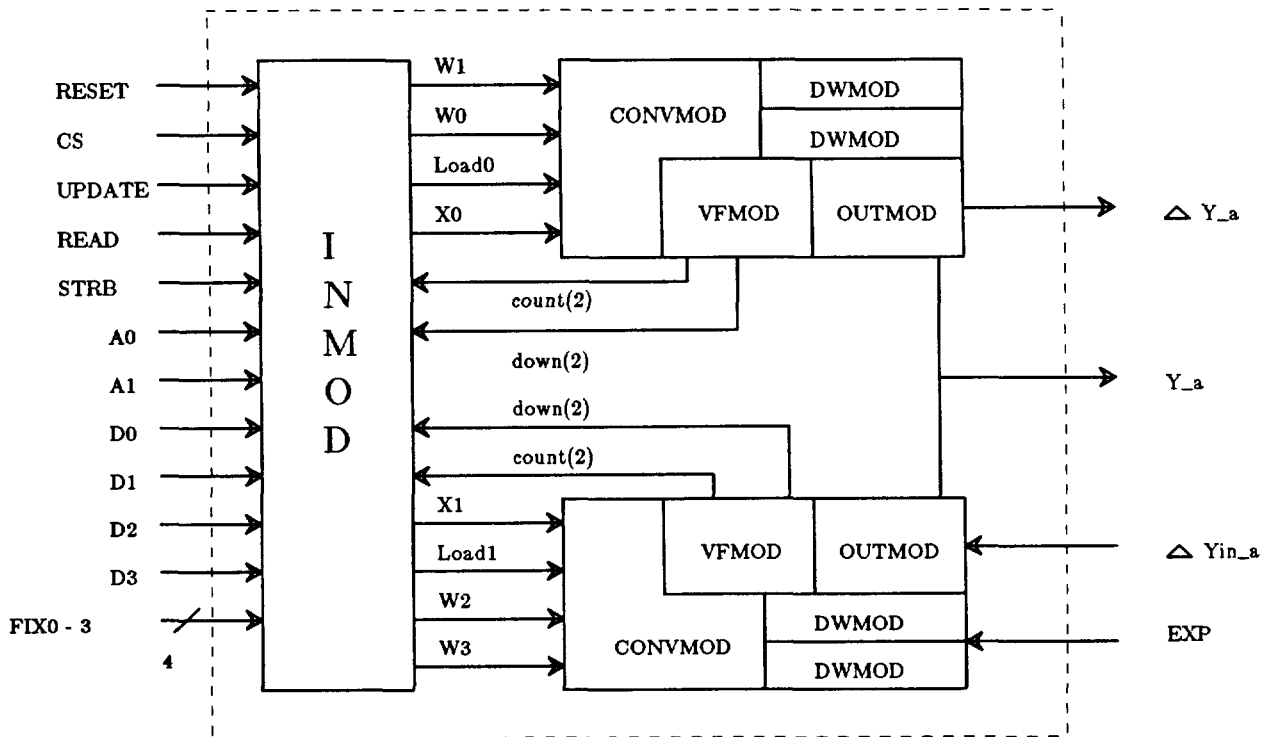 RESET
CS
UPDATE
READ
STRB
A0
A1
D0
D1
D2
D3
FIX0 - 3
4
I
N
M
O
D
W1
W0
Load0
X0
count(2)
down(2)
down(2)
count(2)
X1
Load1
W2
W3
CONVMOD
DWMOD
DWMOD
VFMOD
OUTMOD
VFMOD
OUTMOD
CONVMOD
DWMOD
DWMOD
△ Y_a
Y_a
△ Yin_a
EXP